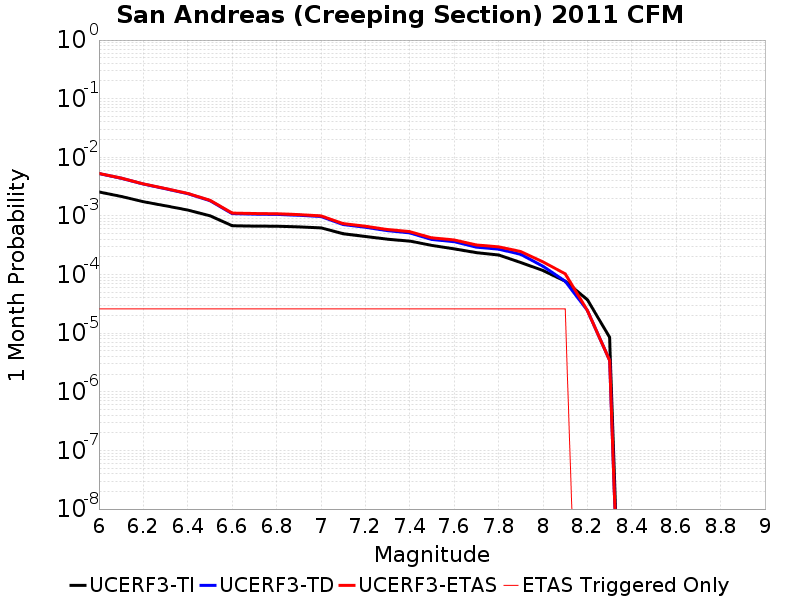 San Andreas (Creeping Section) 2011 CFM
1 Month Probability
10^0
10^-1
10^-2
10^-3
10^-4
10^-5
10^-6
10^-7
10^-8
6 6.2 6.4 6.6 6.8 7 7.2 7.4 7.6 7.8 8 8.2 8.4 8.6 8.8 9
Magnitude
UCERF3-TI UCERF3-TD UCERF3-ETAS ETAS Triggered Only